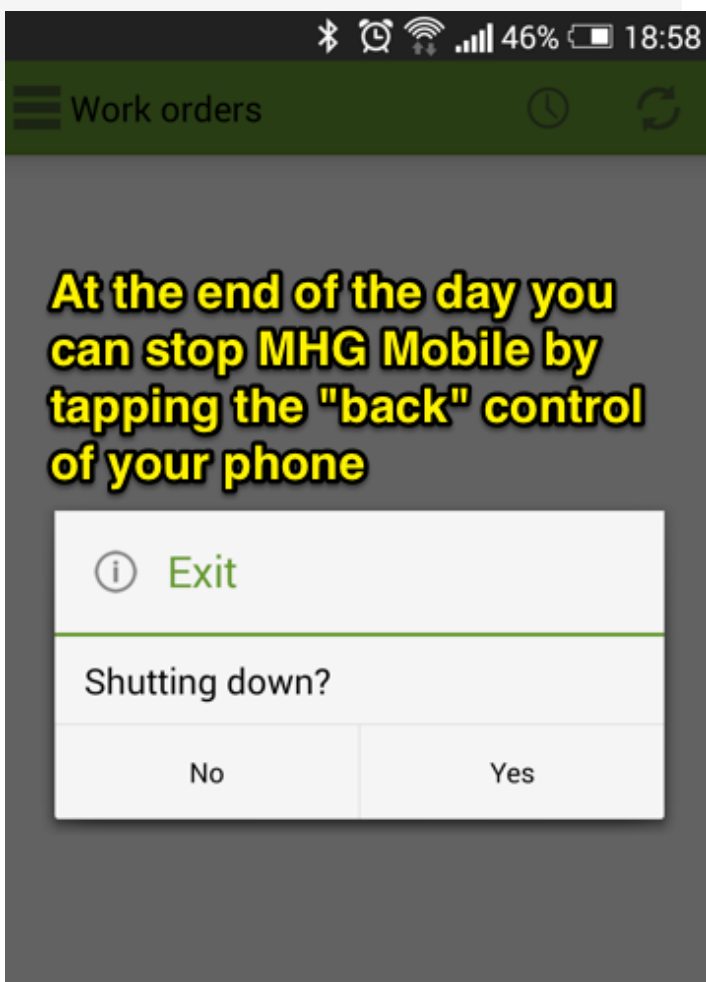 46% 18:58
Work orders
At the end of the day you
can stop MHG Mobile by
tapping the "back" control
of your phone
Exit
Shutting down?
No Yes